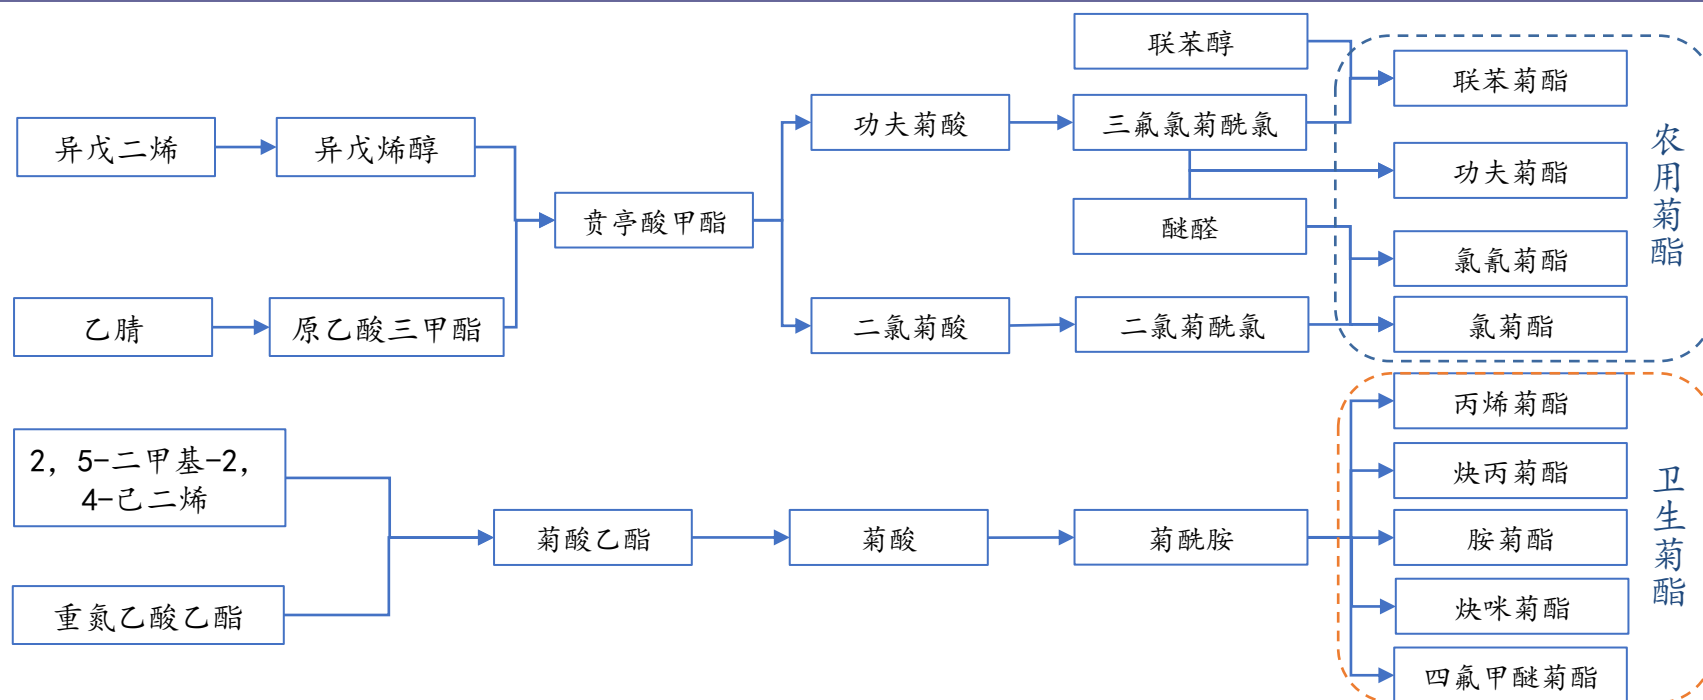 联苯醇
联苯菊酯
异戊二烯
异戊烯醇
功夫菊酸
三氟氯菊酰氯
功夫菊酯
贲亭酸甲酯
醚醛
氯氰菊酯
乙腈
原乙酸三甲酯
二氯菊酸
二氯菊酰氯
氯菊酯
农用菊酯
2, 5-二甲基-2,
4-己二烯
重氮乙酸乙酯
菊酸乙酯
菊酸
菊酰胺
丙烯菊酯
炔丙菊酯
胺菊酯
炔咪菊酯
四氟甲醚菊酯
卫生菊酯